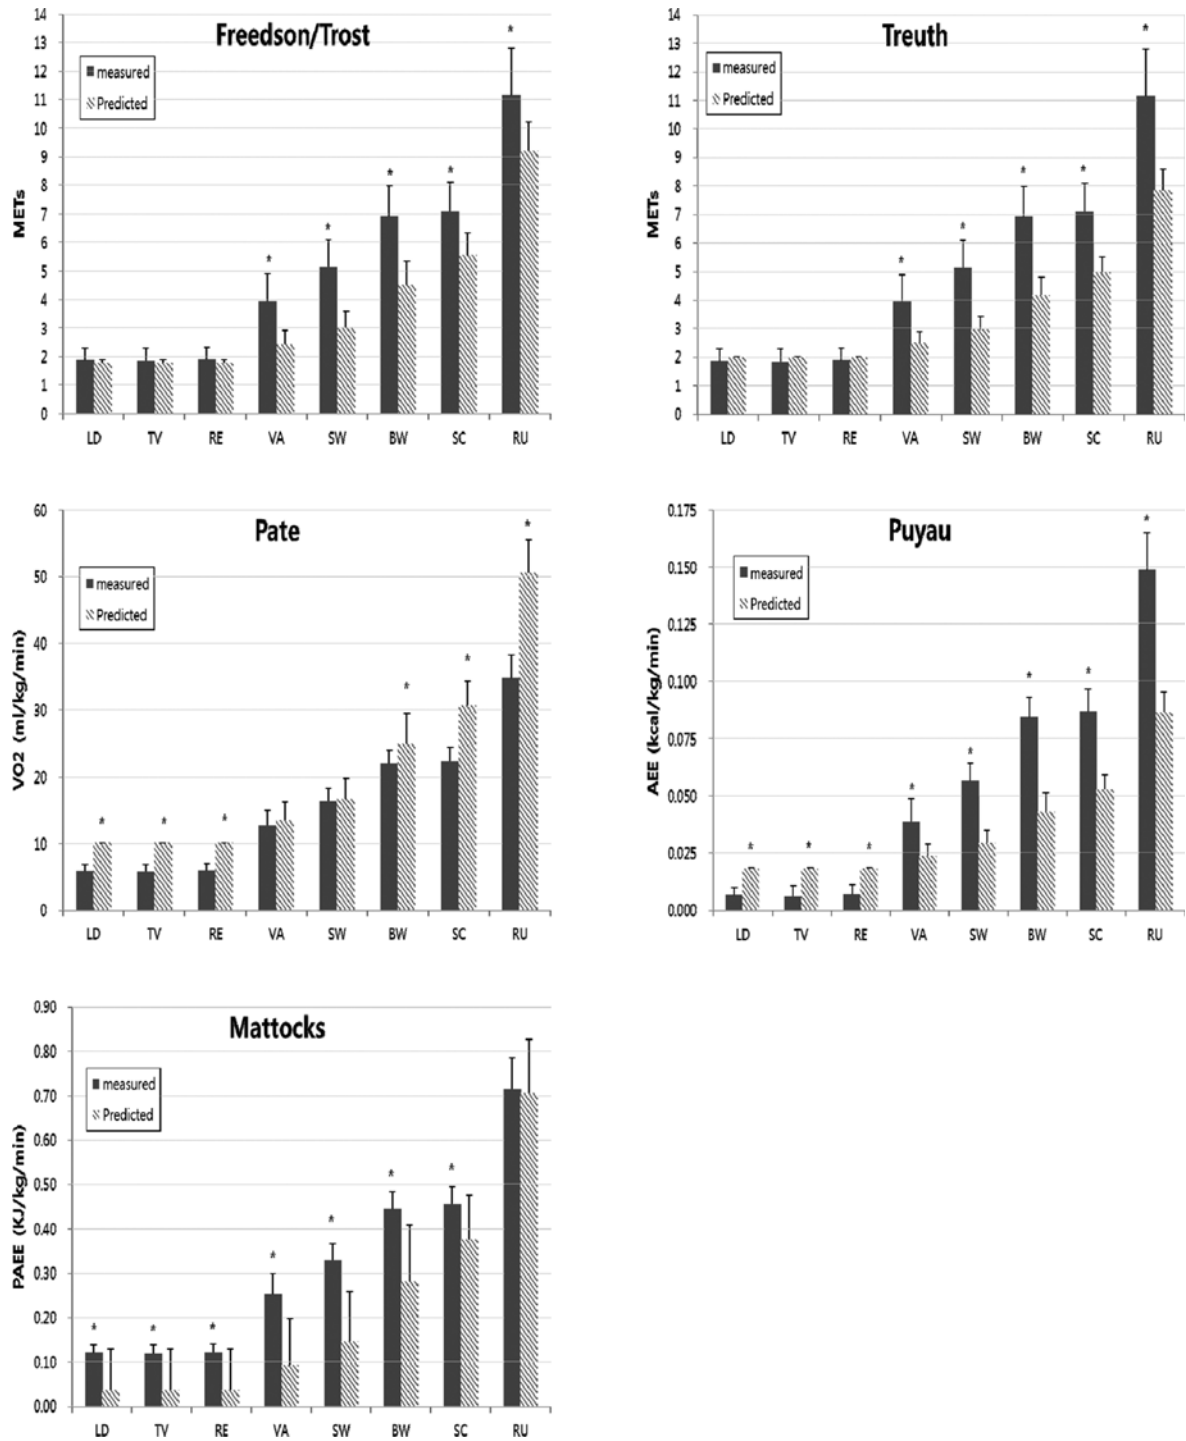 Freedson/Trost
measured
Predicted
METs
14
13
12
11
10
9
8
7
6
5
4
3
2
1
0
LD TV RE VA SW BW SC RU
* * * * *
Treuth
measured
Predicted
METs
14
13
12
11
10
9
8
7
6
5
4
3
2
1
0
LD TV RE VA SW BW SC RU
* * * * *
Pate
measured
Predicted
VO2 (ml/kg/min)
60
50
40
30
20
10
0
LD TV RE VA SW BW SC RU
* * * * * *
Puyau
measured
Predicted
AEE (kcal/kg/min)
0.175
0.150
0.125
0.100
0.075
0.050
0.025
0.000
LD TV RE VA SW BW SC RU
* * * * * * * *
Mattocks
measured
Predicted
PAEE (KJ/kg/min)
0.90
0.80
0.70
0.60
0.50
0.40
0.30
0.20
0.10
0.00
LD TV RE VA SW BW SC RU
* * * * * * *